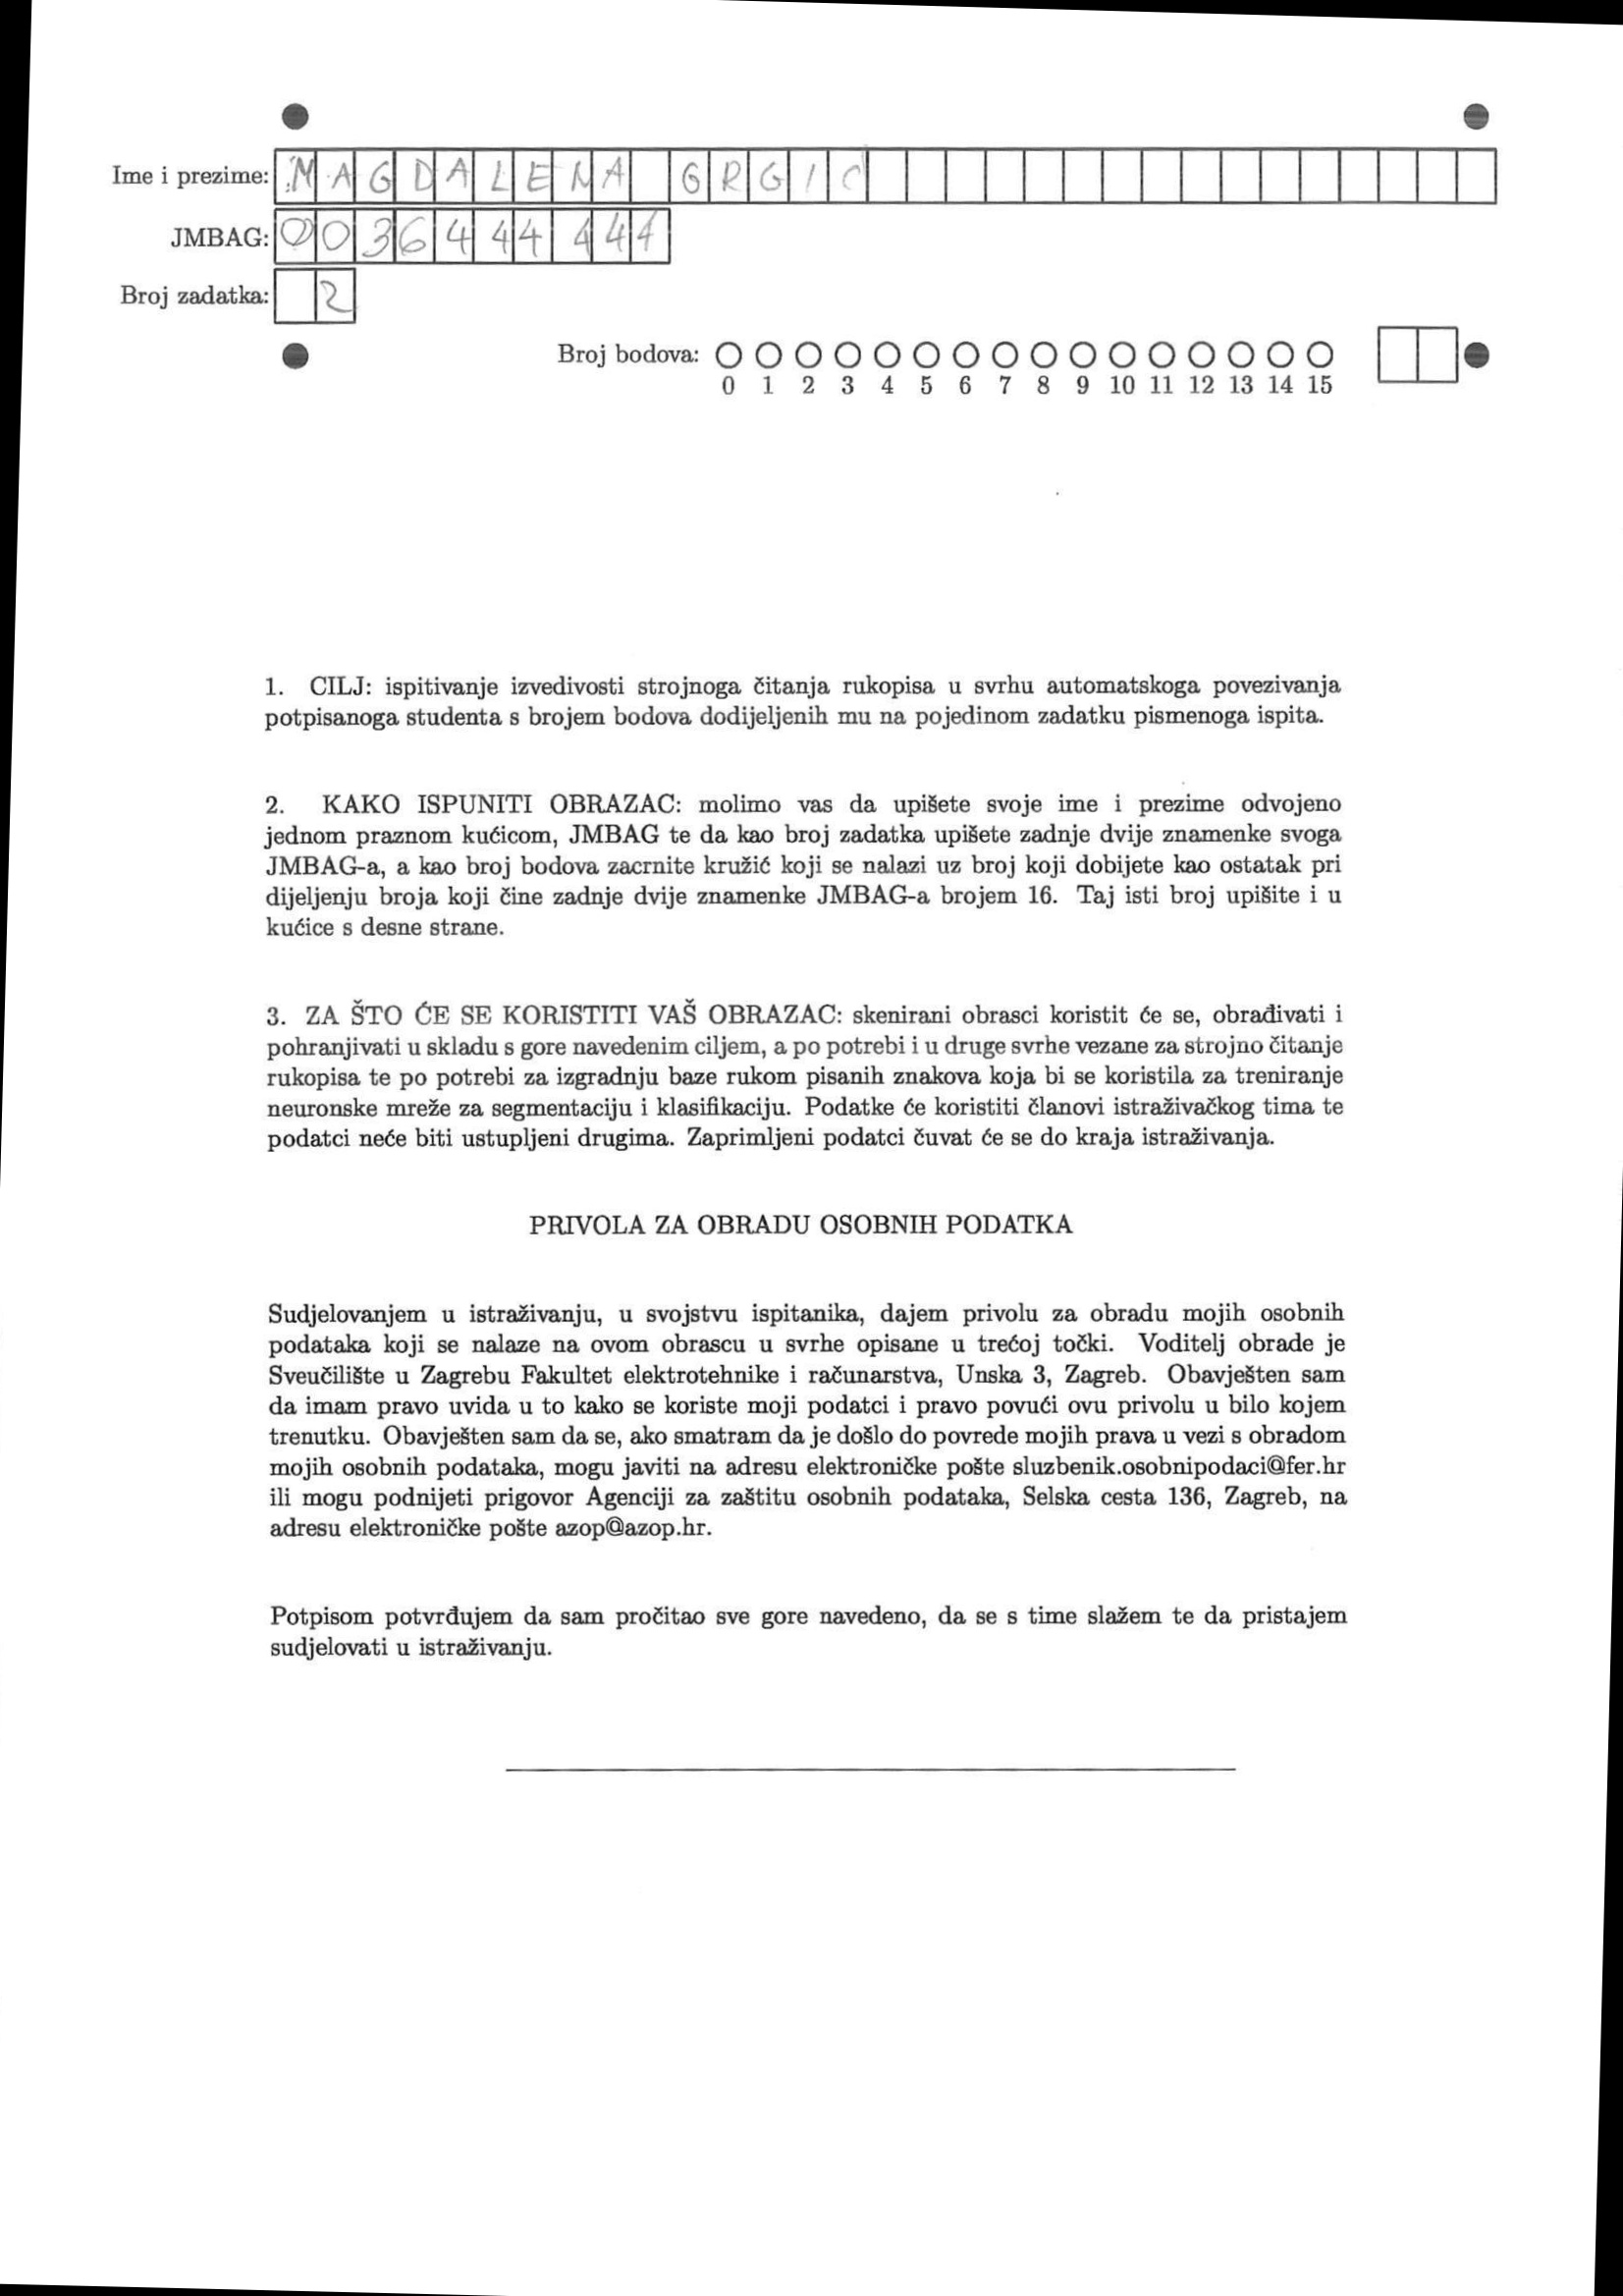 Ime i prezime: MAGDALENA GRGIC
JMBAG: 0036444444
Broj zadatka: 2
Broj bodova:
0 1 2 3 4 5 6 7 8 9 10 11 12 13 14 15
1. CILJ: ispitivanje izvedivosti strojnoga čitanja rukopisa u svrhu automatskoga povezivanja
potpisanoga studenta s brojem bodova dodijeljenih mu na pojedinom zadatku pismenoga ispita.
2. KAKO ISPUNITI OBRAZAC: molimo vas da upišete svoje ime i prezime odvojeno
jednom praznom kućicom, JMBAG te da kao broj zadatka upišete zadnje dvije znamenke svoga
JMBAG-a, a kao broj bodova zacrnite kružić koji se nalazi uz broj koji dobijete kao ostatak pri
dijeljenju broja koji čine zadnje dvije znamenke JMBAG-a brojem 16. Taj isti broj upišite i u
kućice s desne strane.
3. ZA ŠTO ĆE SE KORISTITI VAŠ OBRAZAC: skenirani obrasci koristit će se, obrađivati i
pohranjivati u skladu s gore navedenim ciljem, a po potrebi i u druge svrhe vezane za strojno čitanje
rukopisa te po potrebi za izgradnju baze rukom pisanih znakova koja bi se koristila za treniranje
neuronske mreže za segmentaciju i klasifikaciju. Podatke će koristiti članovi istraživačkog tima te
podatci neće biti ustupljeni drugima. Zaprimljeni podatci čuvat će se do kraja istraživanja.
PRIVOLA ZA OBRADU OSOBNIH PODATKA
Sudjelovanjem u istraživanju, u svojstvu ispitanika, dajem privolu za obradu mojih osobnih
podataka koji se nalaze na ovom obrascu u svrhe opisane u trećoj točki. Voditelj obrade je
Sveučilište u Zagrebu Fakultet elektrotehnike i računarstva, Unska 3, Zagreb. Obavješten sam
da imam pravo uvida u to kako se koriste moji podatci i pravo povući ovu privolu u bilo kojem
trenutku. Obavješten sam da se, ako smatram da je došlo do povrede mojih prava u vezi s obradom
mojih osobnih podataka, mogu javiti na adresu elektroničke pošte sluzbenik.osobnipodaci@fer.hr
ili mogu podnijeti prigovor Agenciji za zaštitu osobnih podataka, Selska cesta 136, Zagreb, na
adresu elektroničke pošte azop@azop.hr.
Potpisom potvrđujem da sam pročitao sve gore navedeno, da se s time slažem te da pristajem
sudjelovati u istraživanju.